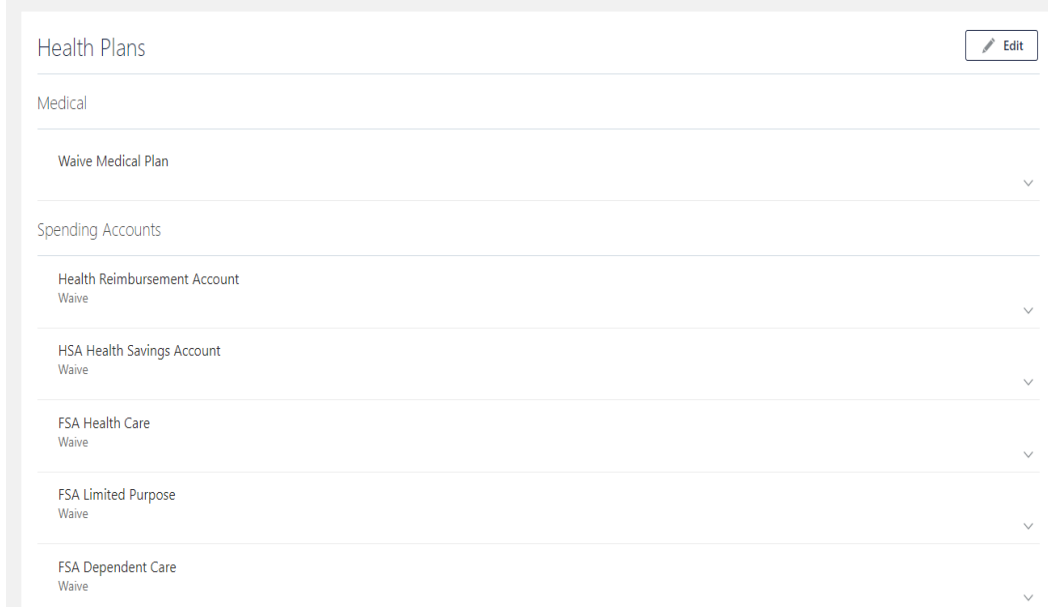 Health Plans
Edit
Medical
Waive Medical Plan
Spending Accounts
Health Reimbursement Account
Waive
HSA Health Savings Account
Waive
FSA Health Care
Waive
FSA Limited Purpose
Waive
FSA Dependent Care
Waive